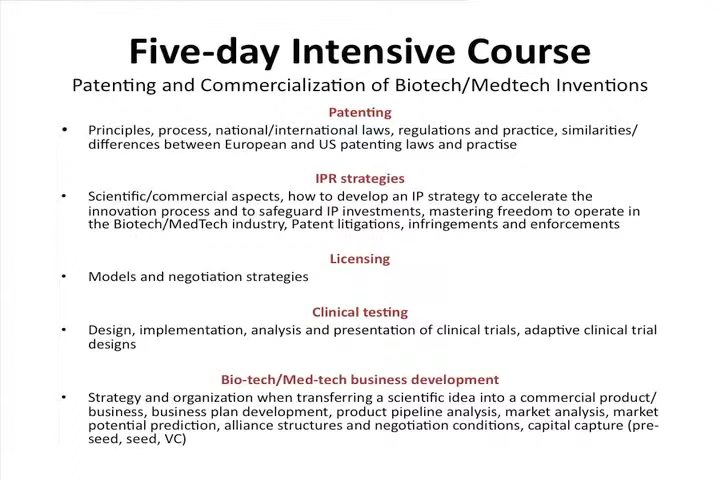 Five-day Intensive Course
Patenting and Commercialization of Biotech/Medtech Inventions
Patenting
• Principles, process, national/international laws, regulations and practice, similarities/
differences between European and US patenting laws and practise
IPR strategies
• Scientific/commercial aspects, how to develop an IP strategy to accelerate the
innovation process and to safeguard IP investments, mastering freedom to operate in
the Biotech/MedTech industry, Patent litigations, infringements and enforcements
Licensing
• Models and negotiation strategies
Clinical testing
• Design, implementation, analysis and presentation of clinical trials, adaptive clinical trial
designs
Bio-tech/Med-tech business development
• Strategy and organization when transferring a scientific idea into a commercial product/
business, business plan development, product pipeline analysis, market analysis, market
potential prediction, alliance structures and negotiation conditions, capital capture (pre-
seed, seed, VC)